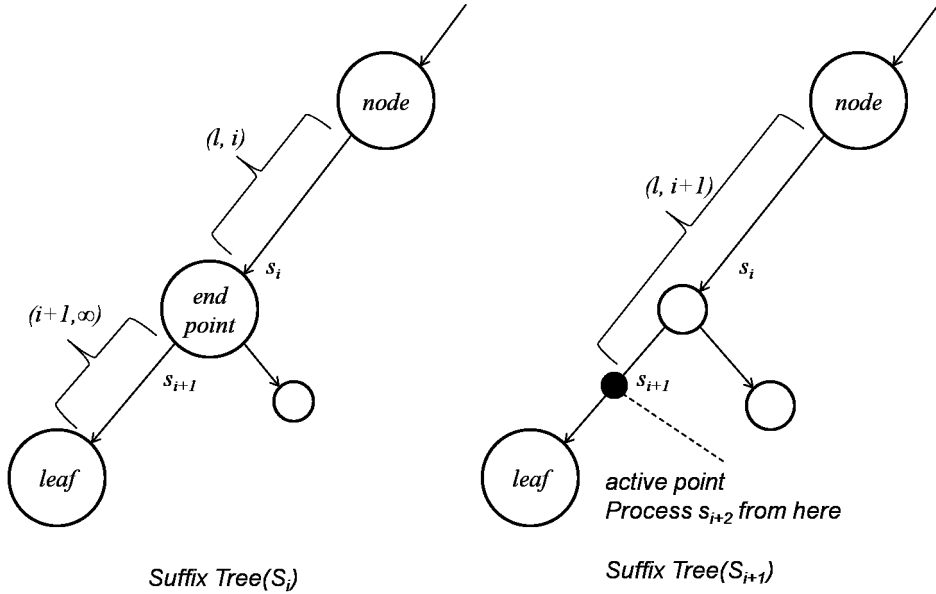 node
(l, i)
s_i
end
point
(i+1,∞)
s_{i+1}
leaf
Suffix Tree(S_i)
node
(l, i+1)
s_i
s_{i+1}
leaf
active point
Process s_{i+2} from here
Suffix Tree(S_{i+1})